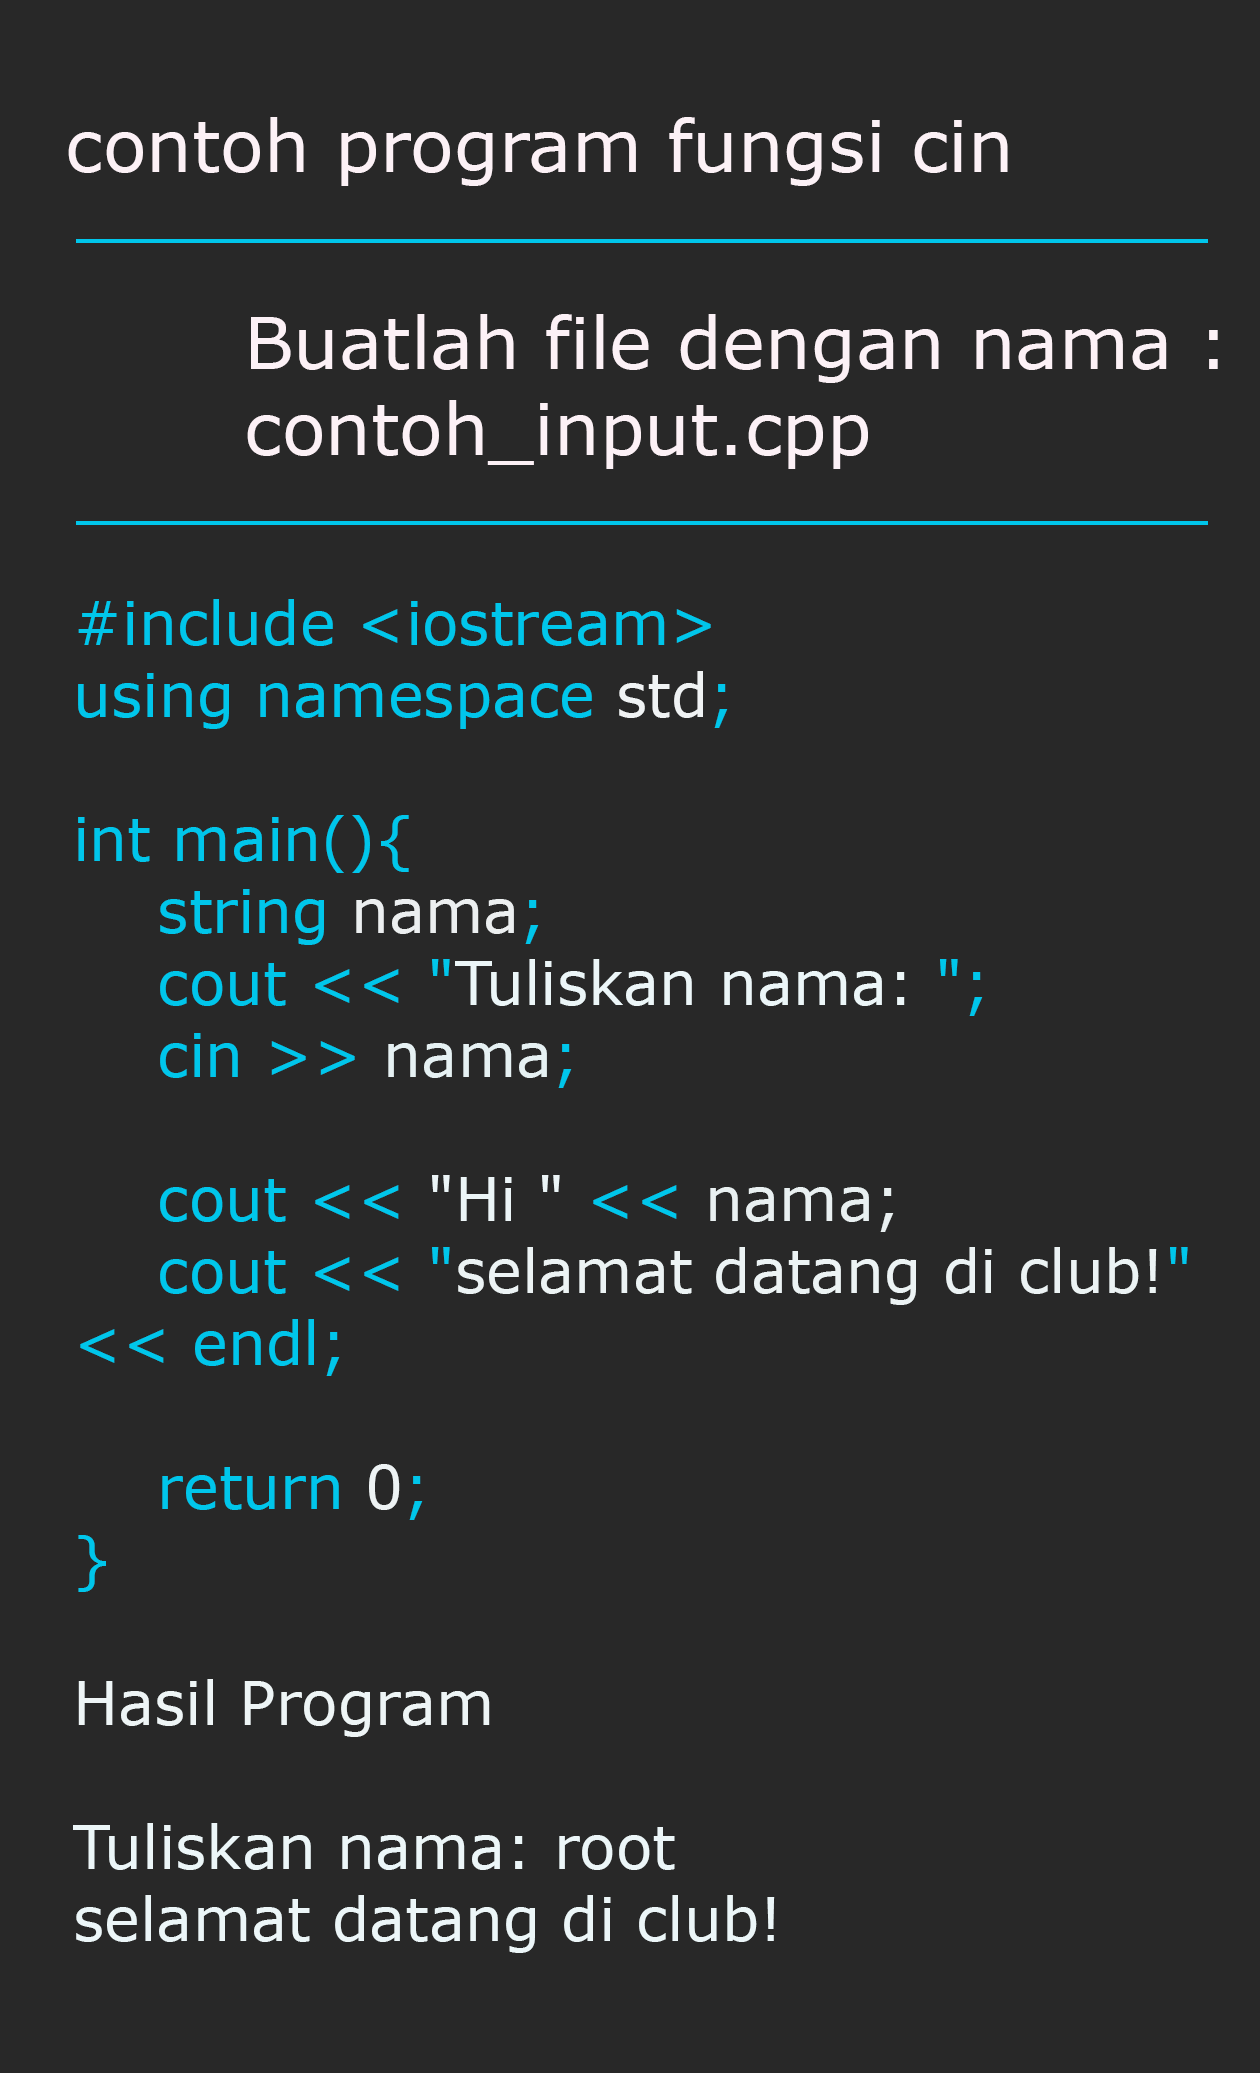 contoh program fungsi cin
Buatlah file dengan nama :
contoh_input.cpp
#include <iostream>
using namespace std;
int main(){
string nama;
cout << "Tuliskan nama: ";
cin >> nama;
cout << "Hi " << nama;
cout << "selamat datang di club!"
<< endl;
return 0;
}
Hasil Program
Tuliskan nama: root
selamat datang di club!